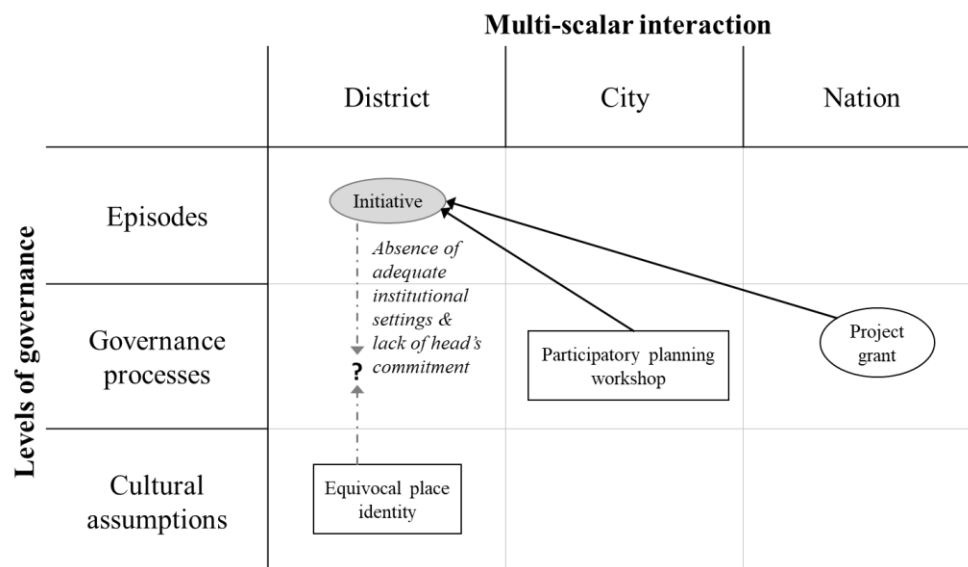 Multi-scalar interaction
District
City
Nation
Levels of governance
Episodes
Initiative
Absence of
adequate
institutional
settings &
lack of head's
commitment
Governance
processes
?
Participatory planning
workshop
Project
grant
Cultural
assumptions
Equivocal place
identity